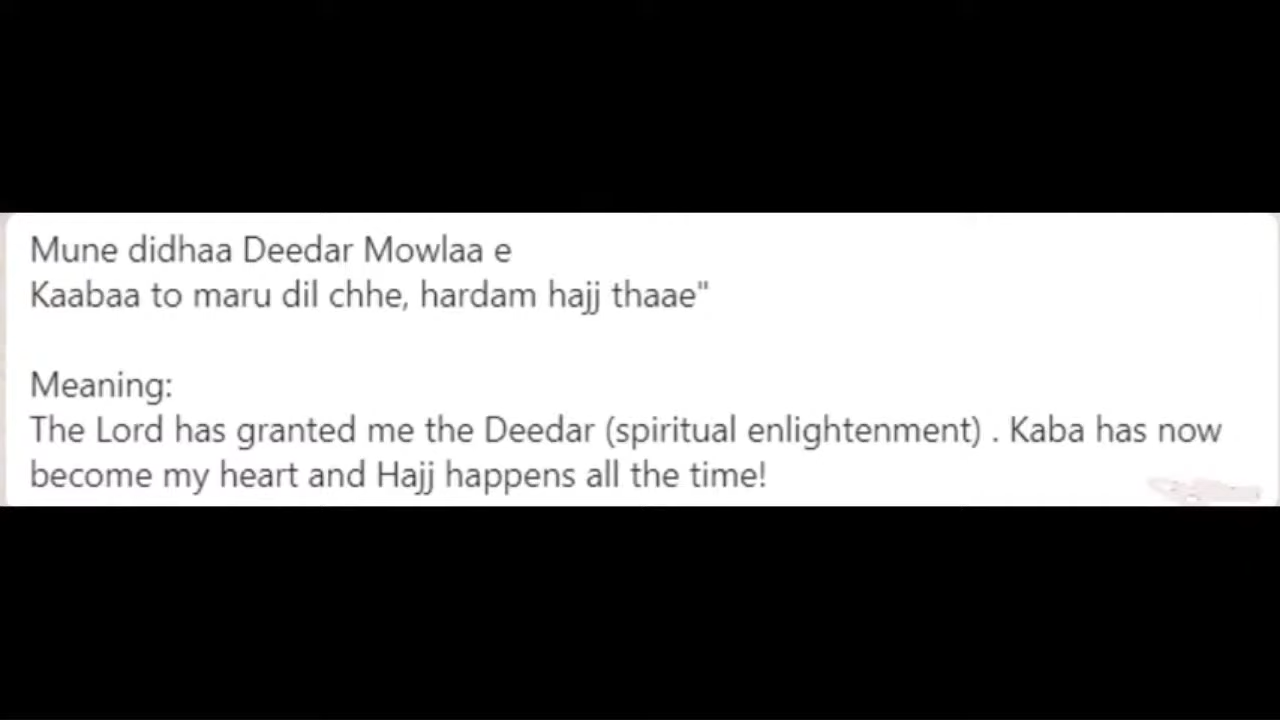 Mune didhaa Deedar Mowlaa e
Kaabaa to maru dil chhe, hardam hajj thaae"
Meaning:
The Lord has granted me the Deedar (spiritual enlightenment) . Kaba has now
become my heart and Hajj happens all the time!